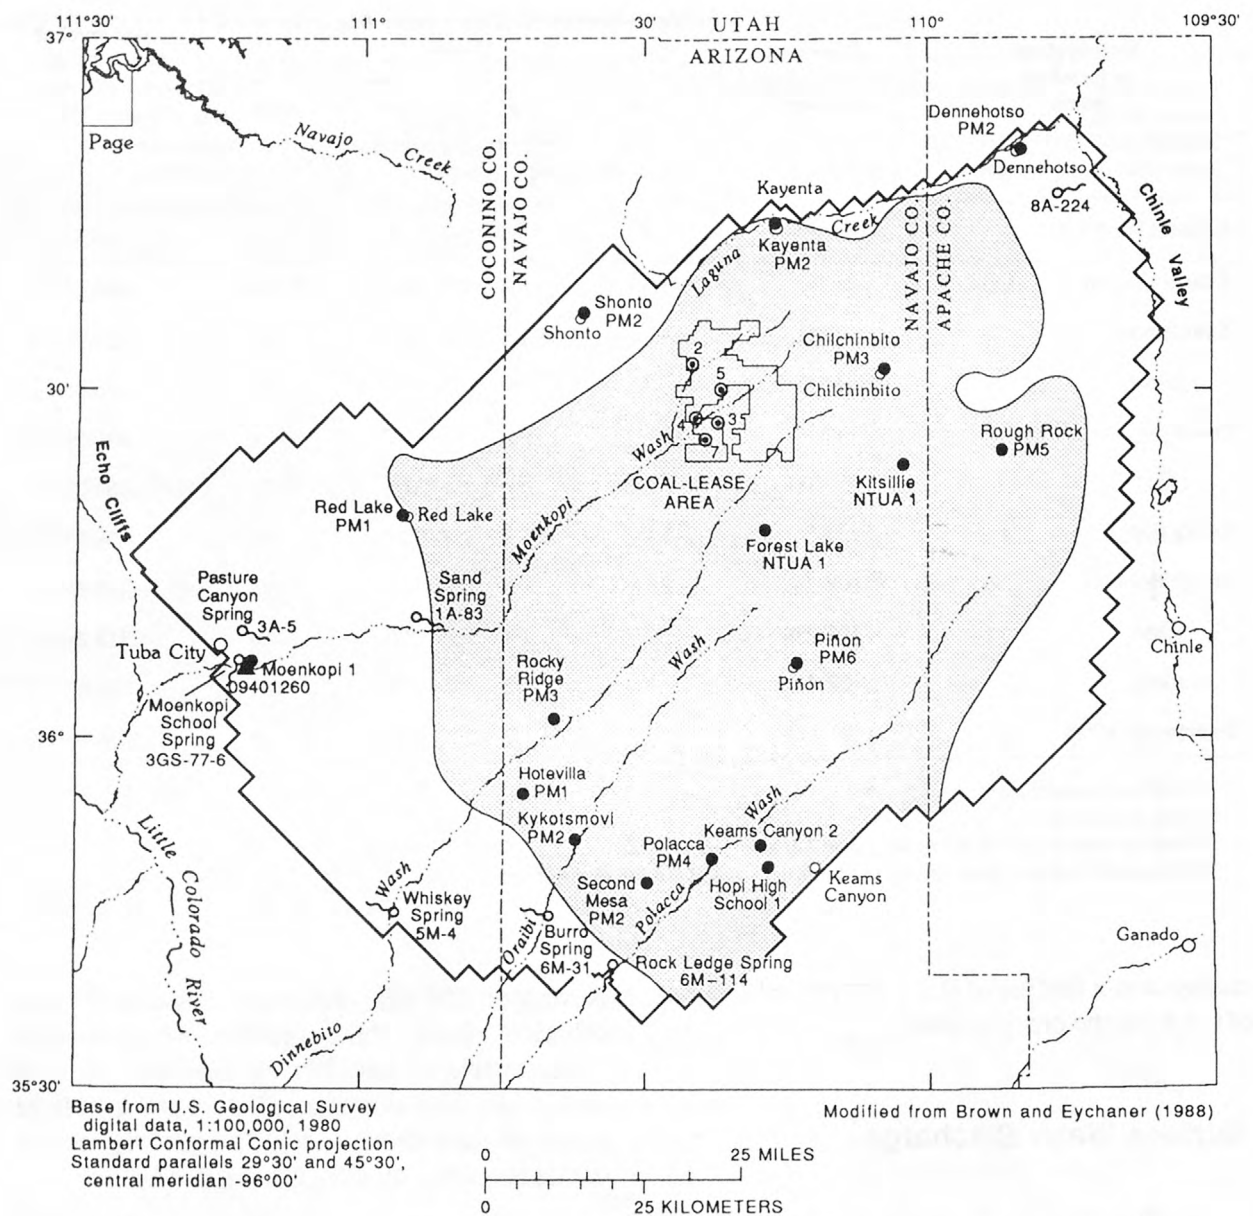 111°30'
111°
30'
110°
109°30'
37°
UTAH
ARIZONA
Page
Navajo
Creek
COCONINO CO.
NAVAJO CO.
Dennehotso
PM2
Dennehotso
8A-224
Chinle
Valley
Kayenta
Kayenta
PM2
Creek
Laguna
NAVAJO CO.
APACHE CO.
Shonto
PM2
Shonto
Chilchinbito
PM3
Chilchinbito
2
5
4
3
7
30'
COAL-LEASE
AREA
Rough Rock
PM5
Kitsillie
NTUA 1
Echo Cliffs
Red Lake
PM1
Red Lake
Moenkopi
Wash
Forest Lake
NTUA 1
Pasture
Canyon
Spring
3A-5
Sand
Spring
1A-83
Tuba City
Moenkopi 1
09401260
Moenkopi
School
Spring
3GS-77-6
Rocky
Ridge
PM3
Wash
Piñon
PM6
Piñon
Chinle
36°
Hotevilla
PM1
Kykotsmovi
PM2
Wash
Keams Canyon 2
Polacca
PM4
Hopi High
School 1
Keams
Canyon
Second
Mesa
PM2
Polacca
Little
Colorado
River
Wash
Whiskey
Spring
5M-4
Oraibi
Burro
Spring
6M-31
Rock Ledge Spring
6M-114
Ganado
Dinnebito
35°30'
Base from U.S. Geological Survey
digital data, 1:100,000, 1980
Lambert Conformal Conic projection
Standard parallels 29°30' and 45°30',
central meridian -96°00'
Modified from Brown and Eychaner (1988)
0 25 MILES
0 25 KILOMETERS